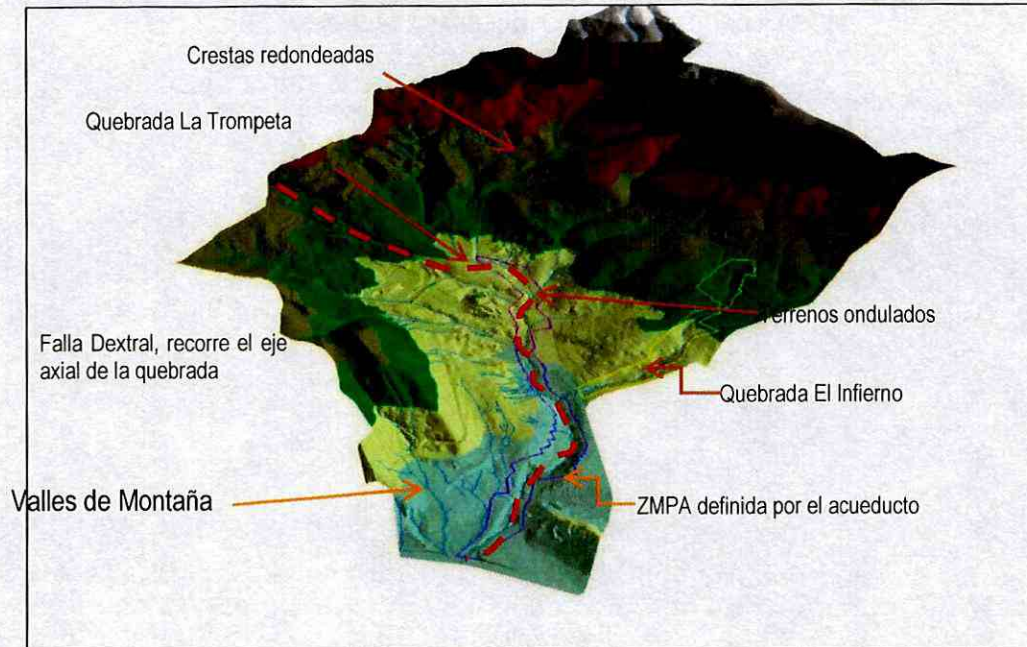 Crestas redondeadas
Quebrada La Trompeta
Terrenos ondulados
Falla Dextral, recorre el eje
axial de la quebrada
Quebrada El Infierno
Valles de Montaña
ZMPA definida por el acueducto